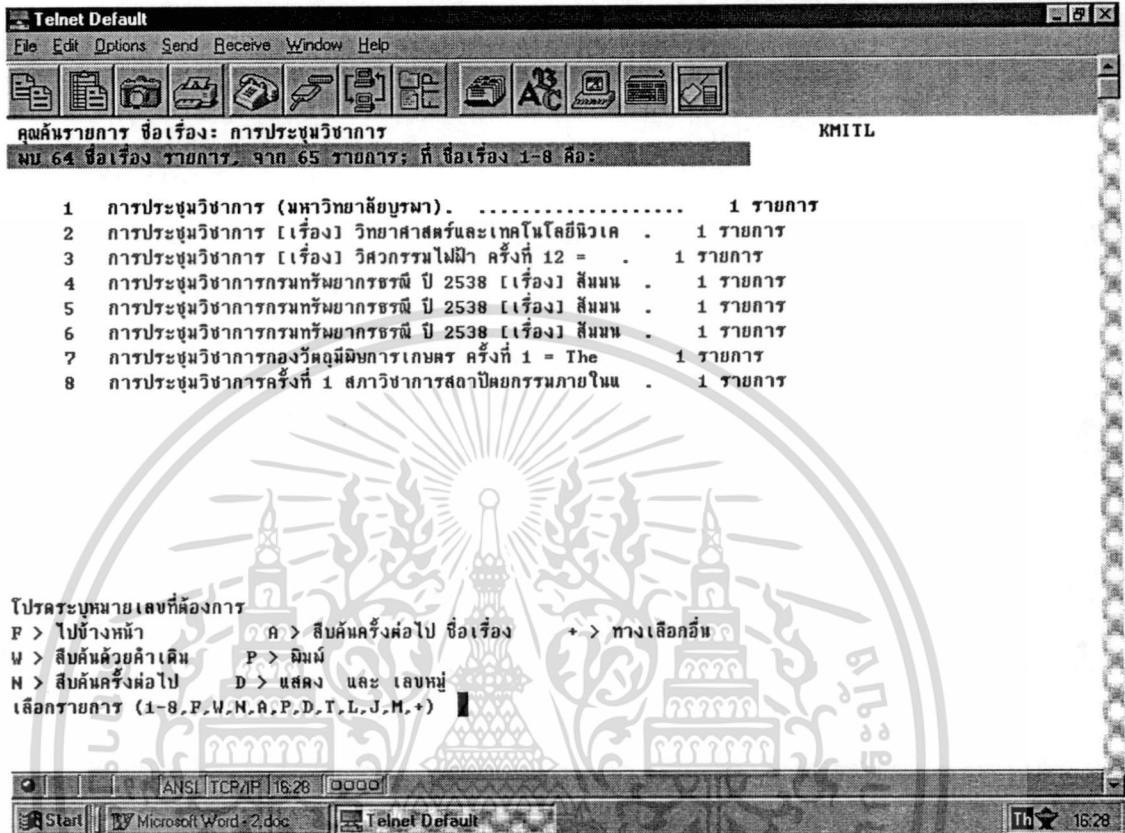 Telnet Default
File Edit Options Send Receive Window Help
คุณค้นรายการ ชื่อเรื่อง: การประชุมวิชาการ KMITL
พบ 64 ชื่อเรื่อง รายการ, จาก 65 รายการ; ที่ ชื่อเรื่อง 1-8 คือ:
1 การประชุมวิชาการ (มหาวิทยาลัยบูรพา). ................... 1 รายการ
2 การประชุมวิชาการ [เรื่อง] วิทยาศาสตร์และเทคโนโลยีนิวเค . 1 รายการ
3 การประชุมวิชาการ [เรื่อง] วิศวกรรมไฟฟ้า ครั้งที่ 12 = . 1 รายการ
4 การประชุมวิชาการกรมทรัพยากรธรณี ปี 2538 [เรื่อง] สัมมน . 1 รายการ
5 การประชุมวิชาการกรมทรัพยากรธรณี ปี 2538 [เรื่อง] สัมมน . 1 รายการ
6 การประชุมวิชาการกรมทรัพยากรธรณี ปี 2538 [เรื่อง] สัมมน . 1 รายการ
7 การประชุมวิชาการกองวัตถุมีพิษการเกษตร ครั้งที่ 1 = The 1 รายการ
8 การประชุมวิชาการครั้งที่ 1 สภาวิชาการสถาปัตยกรรมภายในแ . 1 รายการ
โปรดระบุหมายเลขที่ต้องการ
F > ไปข้างหน้า A > สืบค้นครั้งต่อไป ชื่อเรื่อง + > ทางเลือกอื่น
W > สืบค้นด้วยคำเดิม P > พิมพ์
N > สืบค้นครั้งต่อไป D > แสดง และ เลขหมู่
เลือกรายการ (1-8,F,W,N,A,P,D,T,L,J,M,+)
ANSI TCP/IP 16:28
Start Microsoft Word - 2.doc Telnet Default Th 16:28